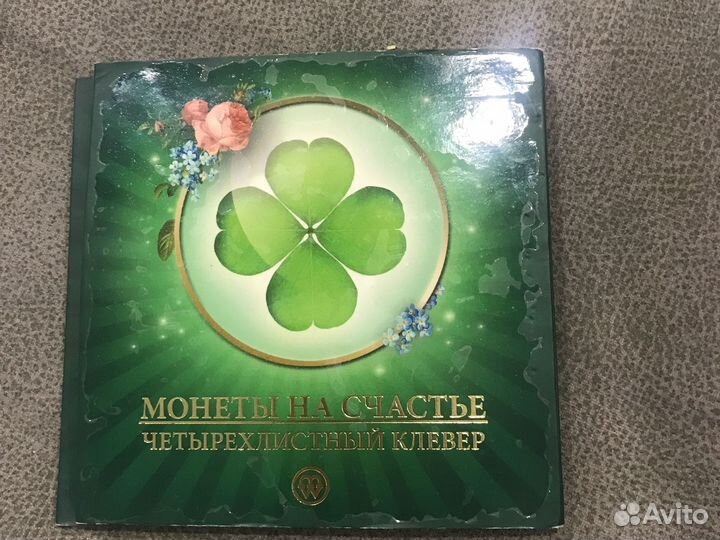 МОНЕТЫ НА СЧАСТЬЕ
ЧЕТЫРЕХЛИСТНЫЙ КЛЕВЕР
Avito